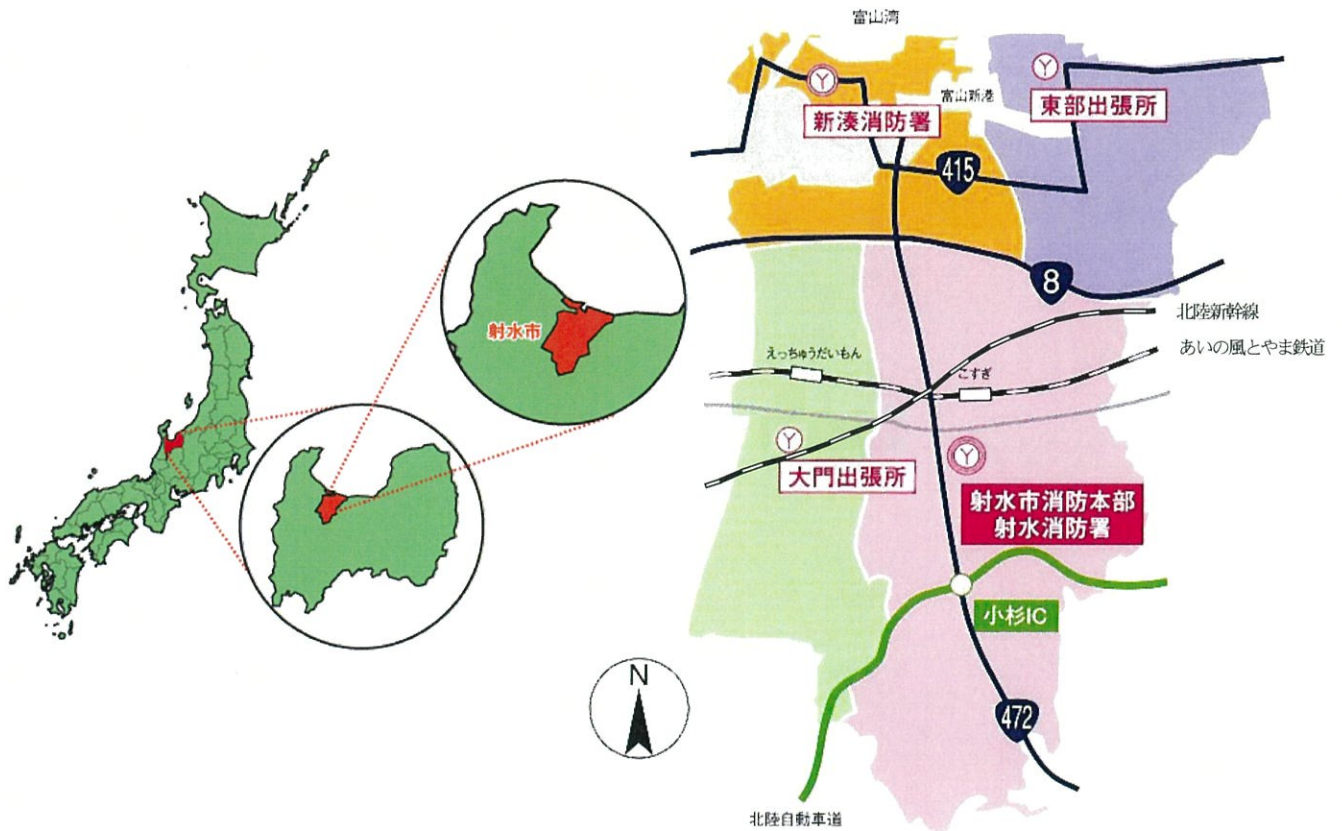 富山湾
富山新港
新湊消防署
東部出張所
415
8
射水市
北陸新幹線
あいの風とやま鉄道
えっちゅうだいもん
こすぎ
大門出張所
射水市消防本部
射水消防署
小杉IC
N
472
北陸自動車道